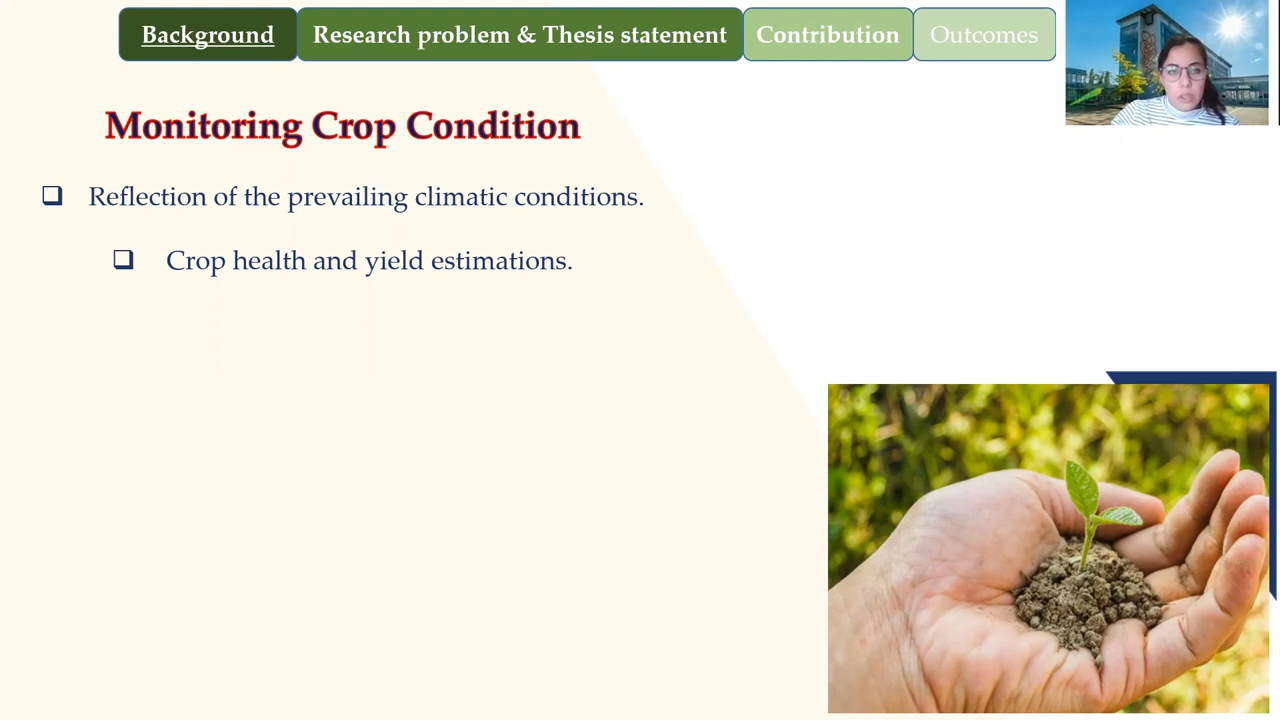 Background Research problem & Thesis statement Contribution Outcomes
Monitoring Crop Condition
Reflection of the prevailing climatic conditions.
Crop health and yield estimations.